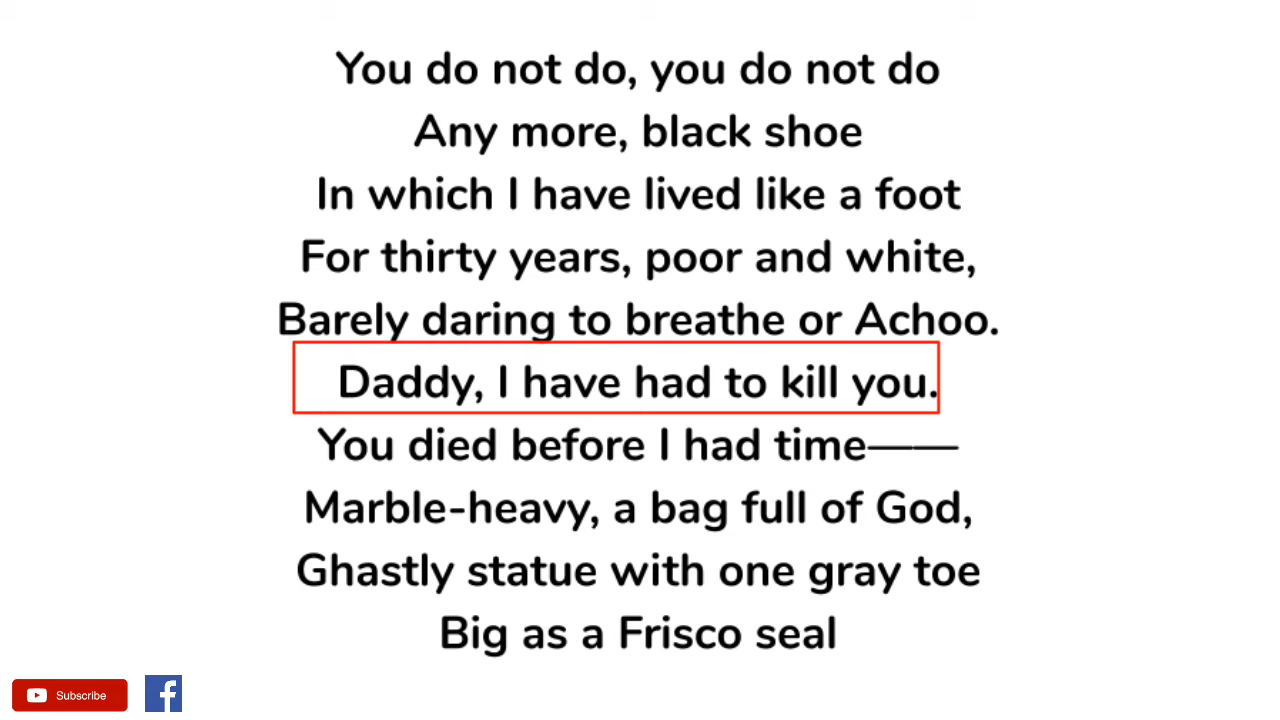 You do not do, you do not do
Any more, black shoe
In which I have lived like a foot
For thirty years, poor and white,
Barely daring to breathe or Achoo.
Daddy, I have had to kill you.
You died before I had time——
Marble-heavy, a bag full of God,
Ghastly statue with one gray toe
Big as a Frisco seal
Subscribe